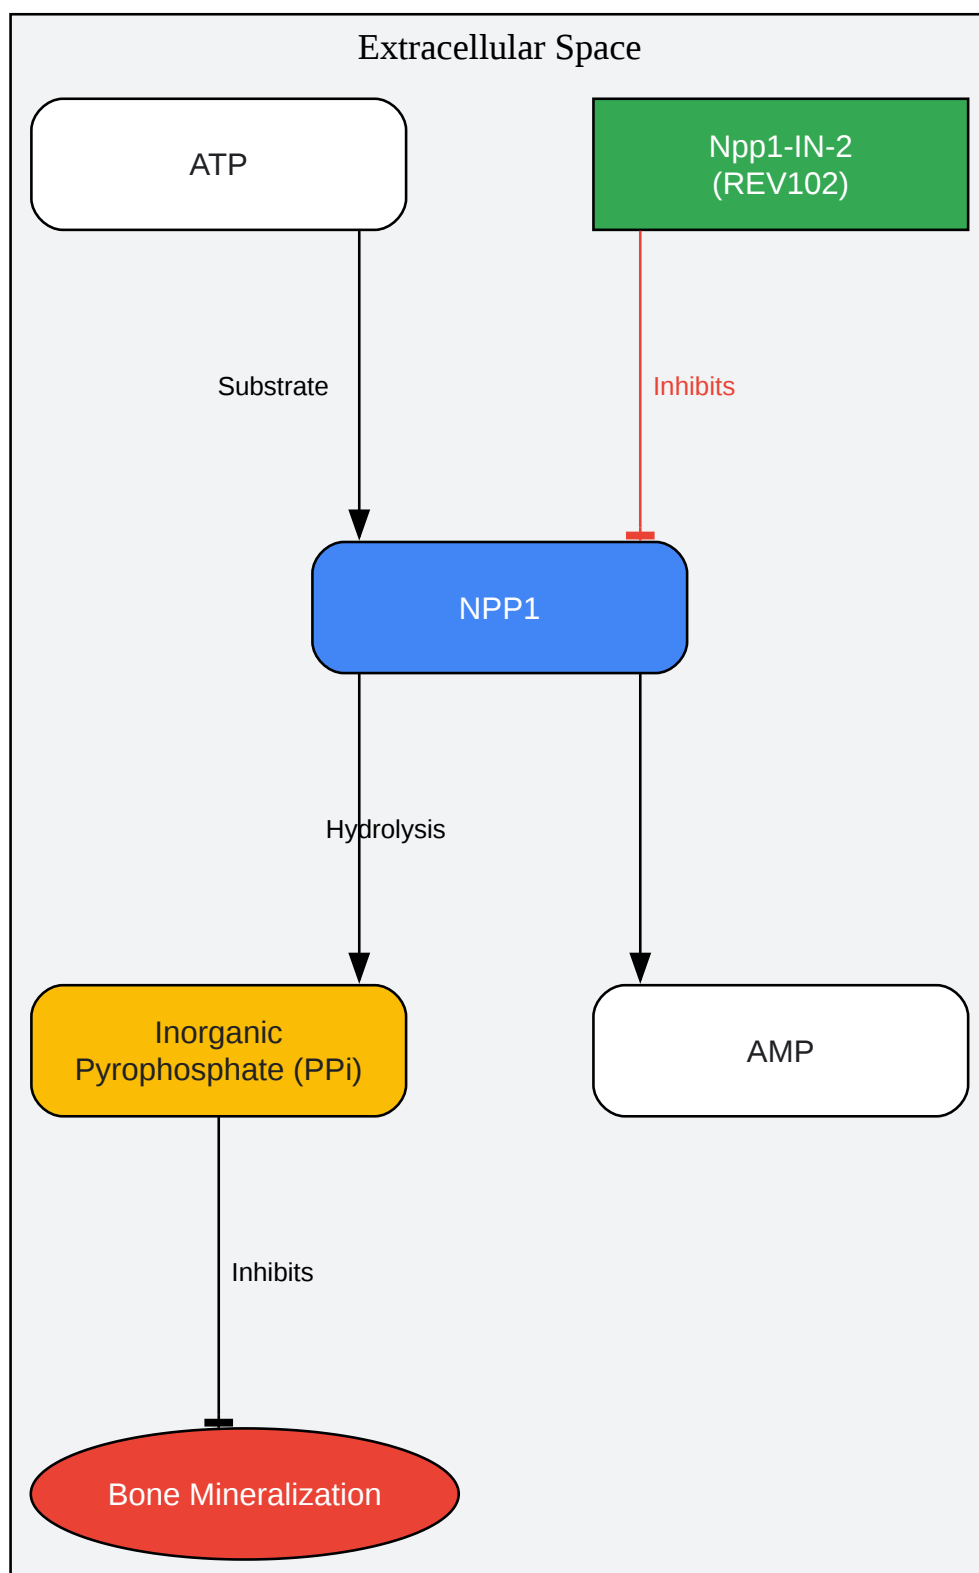 Extracellular Space
ATP
Npp1-IN-2
(REV102)
Substrate
Inhibits
NPP1
Hydrolysis
Inorganic
Pyrophosphate (PPi)
AMP
Inhibits
Bone Mineralization